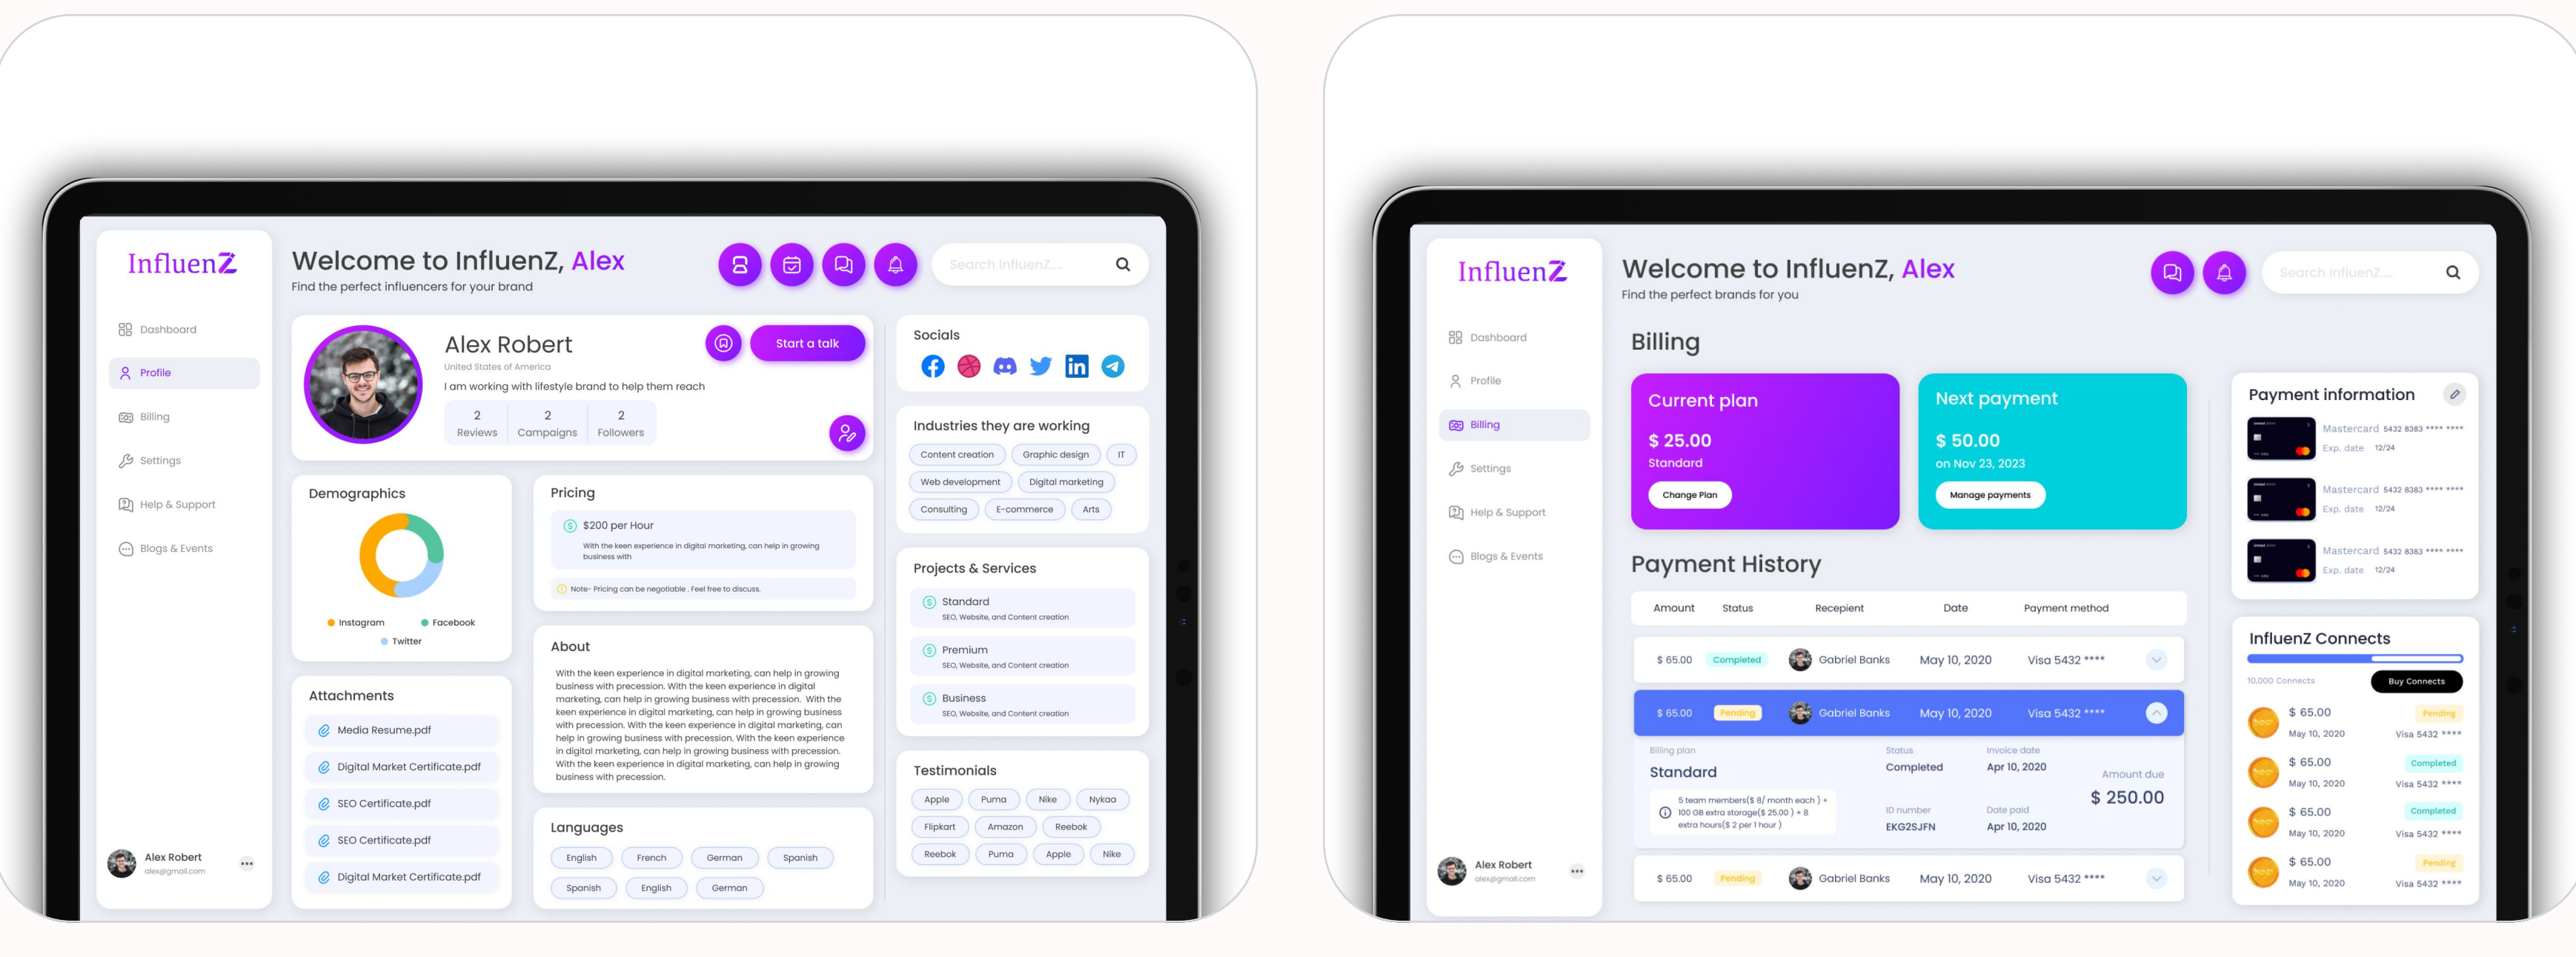 InfluenZ
Dashboard
Profile
Billing
Settings
Help & Support
Blogs & Events
Alex Robert
alex@gmail.com
Welcome to InfluenZ, Alex
Find the perfect influencers for your brand
Search InfluenZ....
Alex Robert
United States of America
I am working with lifestyle brand to help them reach
2 2 2
Reviews Campaigns Followers
Start a talk
Demographics
Instagram Facebook
Twitter
Attachments
Media Resume.pdf
Digital Market Certificate.pdf
SEO Certificate.pdf
SEO Certificate.pdf
Digital Market Certificate.pdf
Pricing
$200 per Hour
With the keen experience in digital marketing, can help in growing
business with
Note- Pricing can be negotiable . Feel free to discuss.
About
With the keen experience in digital marketing, can help in growing
business with precession. With the keen experience in digital
marketing, can help in growing business with precession. With the
keen experience in digital marketing, can help in growing business
with precession. With the keen experience in digital marketing, can
help in growing business with precession. With the keen experience
in digital marketing, can help in growing business with precession.
With the keen experience in digital marketing, can help in growing
business with precession.
Languages
English French German Spanish
Spanish English German
Socials
Industries they are working
Content creation Graphic design IT
Web development Digital marketing
Consulting E-commerce Arts
Projects & Services
Standard
SEO, Website, and Content creation
Premium
SEO, Website, and Content creation
Business
SEO, Website, and Content creation
Testimonials
Apple Puma Nike Nykaa
Flipkart Amazon Reebok
Reebok Puma Apple Nike
InfluenZ
Dashboard
Profile
Billing
Settings
Help & Support
Blogs & Events
Alex Robert
alex@gmail.com
Welcome to InfluenZ, Alex
Find the perfect brands for you
Search InfluenZ....
Billing
Current plan
$ 25.00
Standard
Change Plan
Next payment
$ 50.00
on Nov 23, 2023
Manage payments
Payment History
Amount Status Recepient Date Payment method
$ 65.00 Completed Gabriel Banks May 10, 2020 Visa 5432 ****
$ 65.00 Pending Gabriel Banks May 10, 2020 Visa 5432 ****
Billing plan
Standard
5 team members($ 8/ month each ) +
100 GB extra storage($ 25.00 ) + 8
extra hours($ 2 per 1 hour )
Status
Completed
Invoice date
Apr 10, 2020
ID number
EKG2SJFN
Date paid
Apr 10, 2020
Amount due
$ 250.00
$ 65.00 Pending Gabriel Banks May 10, 2020 Visa 5432 ****
Payment information
Mastercard 5432 8383 **** ****
Exp. date 12/24
Mastercard 5432 8383 **** ****
Exp. date 12/24
Mastercard 5432 8383 **** ****
Exp. date 12/24
InfluenZ Connects
10,000 Connects
Buy Connects
$ 65.00 Pending
May 10, 2020 Visa 5432 ****
$ 65.00 Completed
May 10, 2020 Visa 5432 ****
$ 65.00 Completed
May 10, 2020 Visa 5432 ****
$ 65.00 Pending
May 10, 2020 Visa 5432 ****